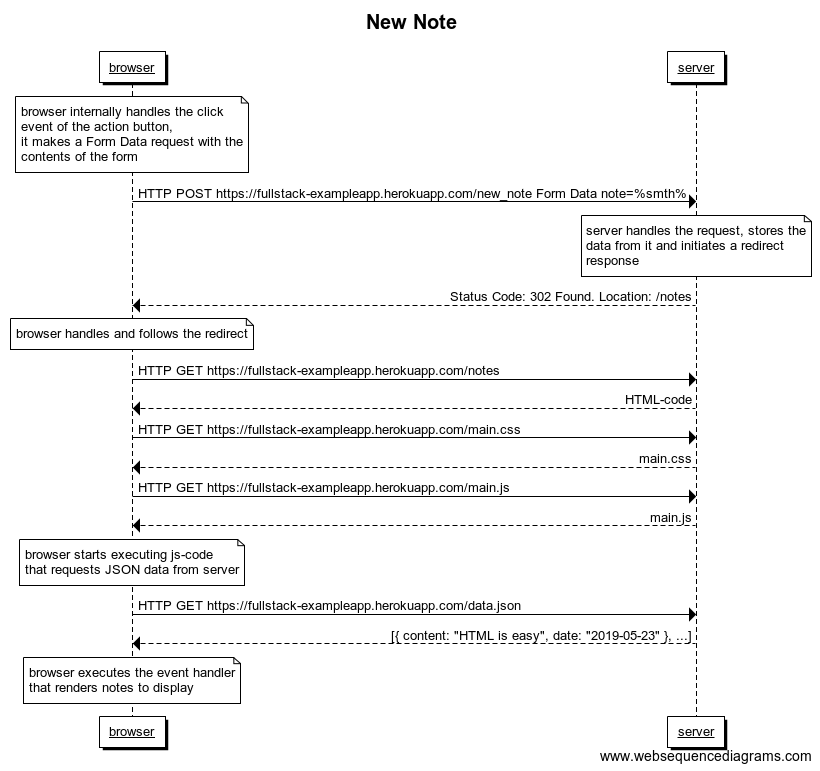 New Note
browser
server
browser internally handles the click
event of the action button,
it makes a Form Data request with the
contents of the form
HTTP POST https://fullstack-exampleapp.herokuapp.com/new_note Form Data note=%smth%
server handles the request, stores the
data from it and initiates a redirect
response
Status Code: 302 Found. Location: /notes
browser handles and follows the redirect
HTTP GET https://fullstack-exampleapp.herokuapp.com/notes
HTML-code
HTTP GET https://fullstack-exampleapp.herokuapp.com/main.css
main.css
HTTP GET https://fullstack-exampleapp.herokuapp.com/main.js
main.js
browser starts executing js-code
that requests JSON data from server
HTTP GET https://fullstack-exampleapp.herokuapp.com/data.json
[{ content: "HTML is easy", date: "2019-05-23" }, ...]
browser executes the event handler
that renders notes to display
browser
server
www.websequencediagrams.com